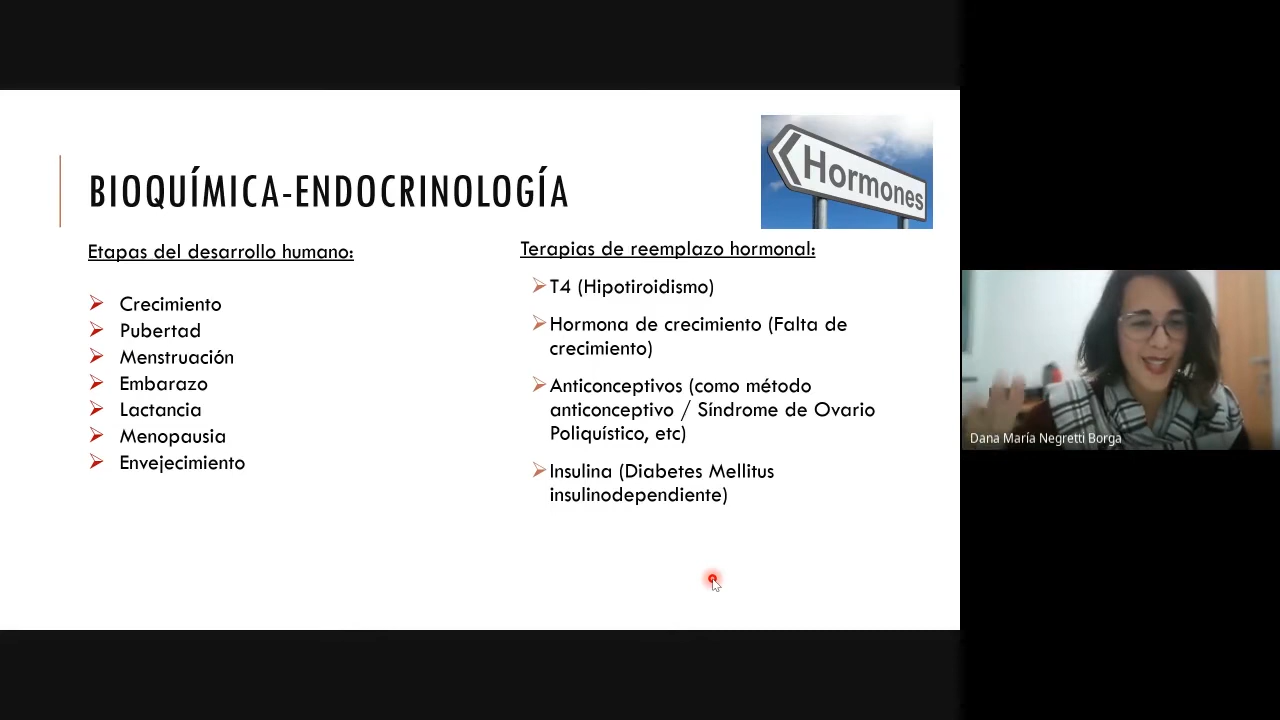 BIOQUÍMICA-ENDOCRINOLOGÍA
Hormones
Etapas del desarrollo humano:
Crecimiento
Pubertad
Menstruación
Embarazo
Lactancia
Menopausia
Envejecimiento
Terapias de reemplazo hormonal:
T4 (Hipotiroidismo)
Hormona de crecimiento (Falta de
crecimiento)
Anticonceptivos (como método
anticonceptivo / Síndrome de Ovario
Poliquístico, etc)
Insulina (Diabetes Mellitus
insulinodependiente)
Dana María Negretti Borga